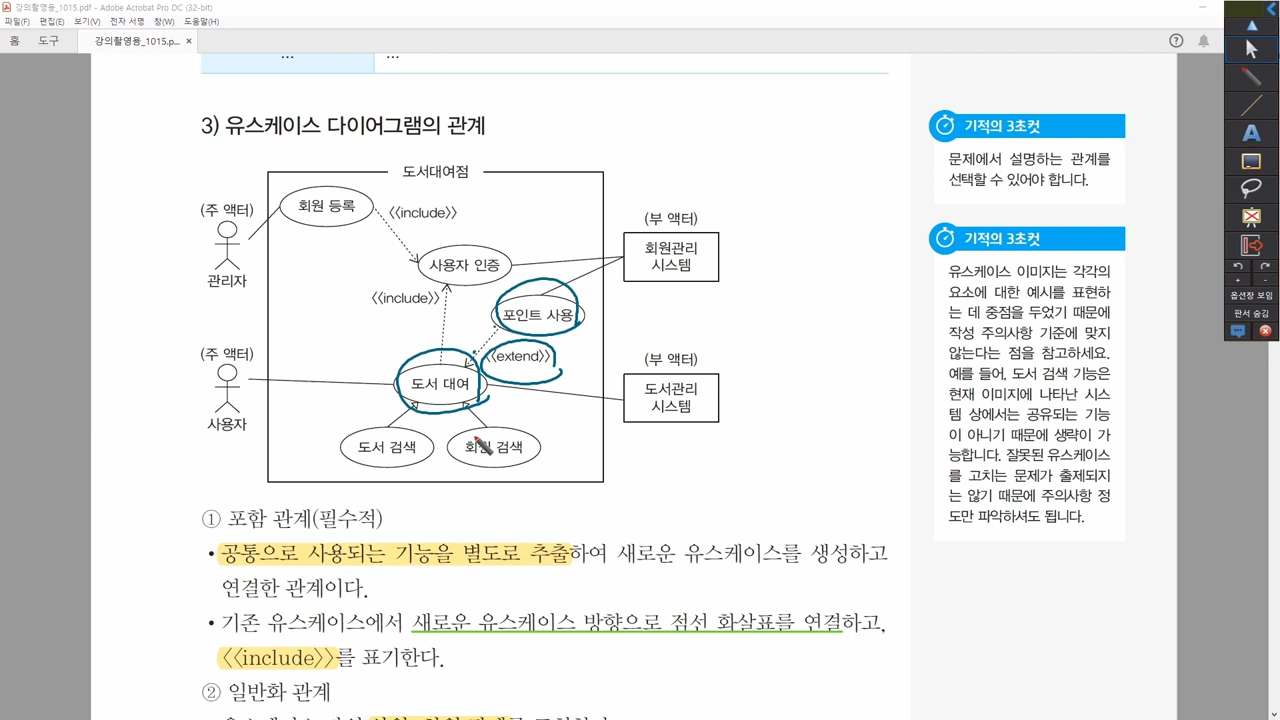 강의촬영용_1015.pdf - Adobe Acrobat Pro DC (32-bit)
파일(F) 편집(E) 보기(V) 전자 서명 창(W) 도움말(H)
홈 도구 강의촬영용_1015.p... ×
... ...
3) 유스케이스 다이어그램의 관계
도서대여점
(주 액터)
관리자
회원 등록
<<include>>
사용자 인증
(부 액터)
회원관리
시스템
<<include>>
포인트 사용
<<extend>>
(주 액터)
사용자
도서 대여
(부 액터)
도서관리
시스템
도서 검색
회원 검색
① 포함 관계(필수적)
• 공통으로 사용되는 기능을 별도로 추출하여 새로운 유스케이스를 생성하고
연결한 관계이다.
• 기존 유스케이스에서 새로운 유스케이스 방향으로 점선 화살표를 연결하고,
<<include>>를 표기한다.
② 일반화 관계
기적의 3초컷
문제에서 설명하는 관계를
선택할 수 있어야 합니다.
기적의 3초컷
유스케이스 이미지는 각각의
요소에 대한 예시를 표현하
는 데 중점을 두었기 때문에
작성 주의사항 기준에 맞지
않는다는 점을 참고하세요.
예를 들어, 도서 검색 기능은
현재 이미지에 나타난 시스
템 상에서는 공유되는 기능
이 아니기 때문에 생략이 가
능합니다. 잘못된 유스케이스
를 고치는 문제가 출제되지
는 않기 때문에 주의사항 정
도만 파악하셔도 됩니다.
A
+ -
옵션장 보임
판서 숨김